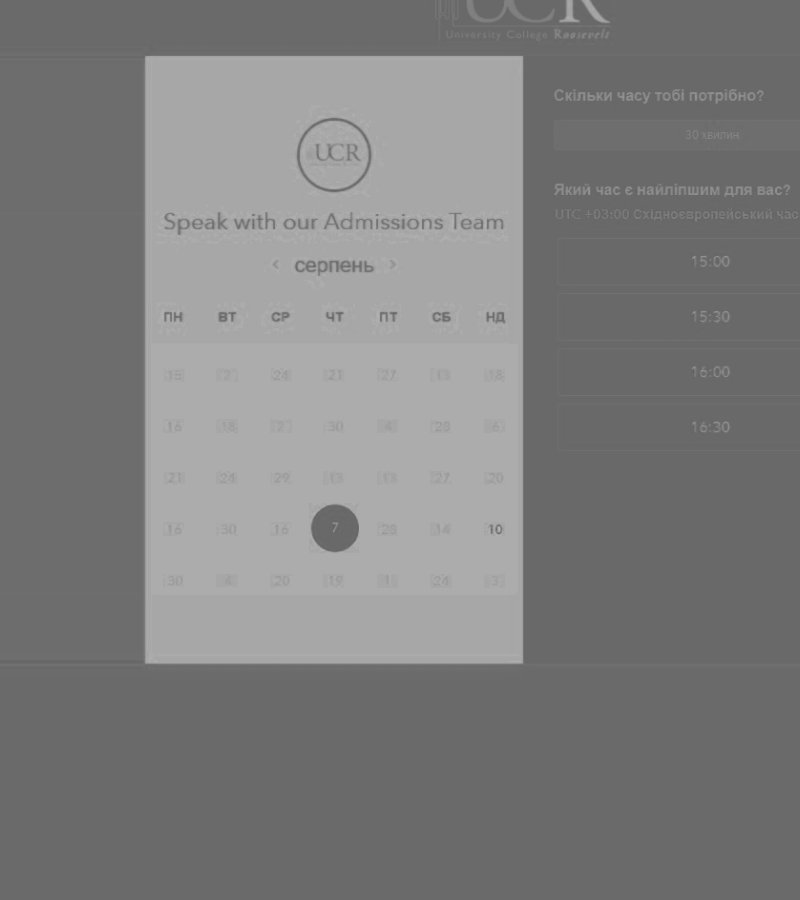 UCR
University College Roosevelt
UCR
Speak with our Admissions Team
< серпень >
ПН ВТ СР ЧТ ПТ СБ НД
15 2 24 21 27 13 18
16 18 2 30 4 25 6
21 24 29 13 13 27 20
16 30 16 7 25 14 10
30 4 20 19 1 24 3
Скільки часу тобі потрібно?
30 хвилин
Який час є найліпшим для вас?
UTC +03:00 Східноєвропейський час
15:00
15:30
16:00
16:30